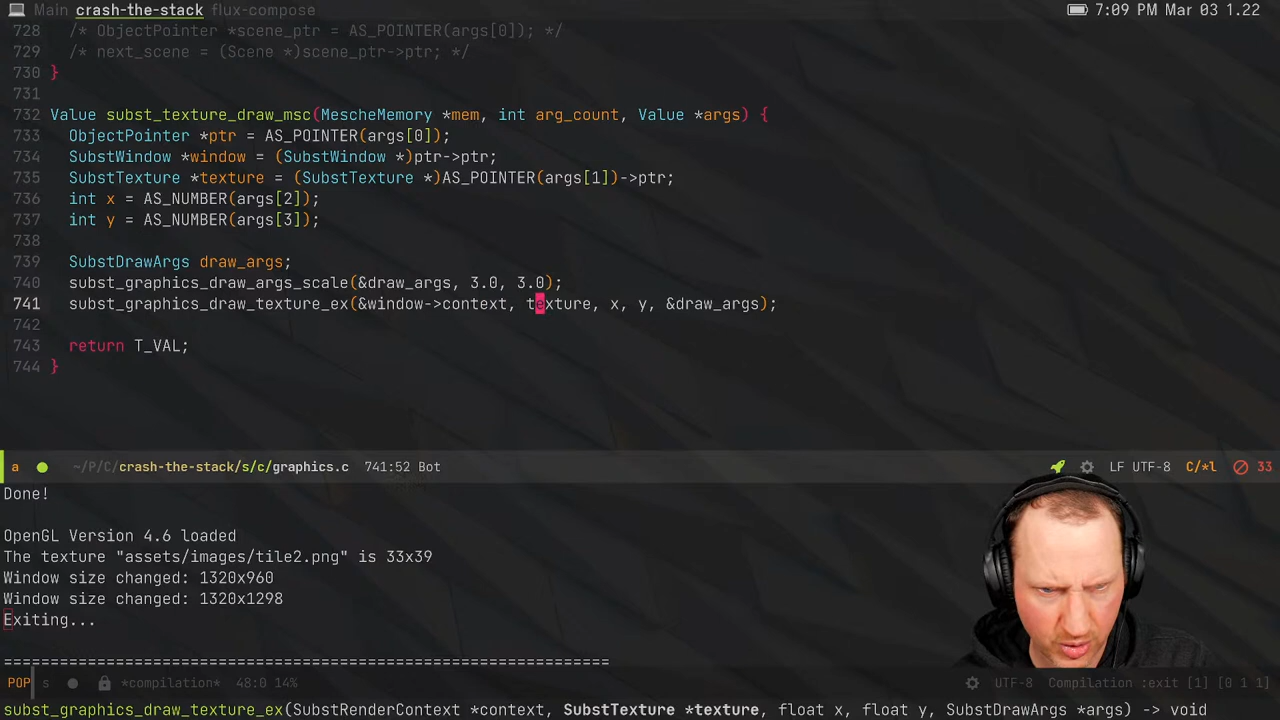 Main crash-the-stack flux-compose 7:09 PM Mar 03 1.22
728 /* ObjectPointer *scene_ptr = AS_POINTER(args[0]); */
729 /* next_scene = (Scene *)scene_ptr->ptr; */
730 }
731
732 Value subst_texture_draw_msc(MescheMemory *mem, int arg_count, Value *args) {
733 ObjectPointer *ptr = AS_POINTER(args[0]);
734 SubstWindow *window = (SubstWindow *)ptr->ptr;
735 SubstTexture *texture = (SubstTexture *)AS_POINTER(args[1])->ptr;
736 int x = AS_NUMBER(args[2]);
737 int y = AS_NUMBER(args[3]);
738
739 SubstDrawArgs draw_args;
740 subst_graphics_draw_args_scale(&draw_args, 3.0, 3.0);
741 subst_graphics_draw_texture_ex(&window->context, texture, x, y, &draw_args);
742
743 return T_VAL;
744 }
a ~/P/C/crash-the-stack/s/c/graphics.c 741:52 Bot LF UTF-8 C/*l 33
Done!
OpenGL Version 4.6 loaded
The texture "assets/images/tile2.png" is 33x39
Window size changed: 1320x960
Window size changed: 1320x1298
Exiting...
=============================================================
POP s *compilation* 48:0 14% UTF-8 Compilation :exit [1] [0 1 1]
subst_graphics_draw_texture_ex(SubstRenderContext *context, SubstTexture *texture, float x, float y, SubstDrawArgs *args) -> void